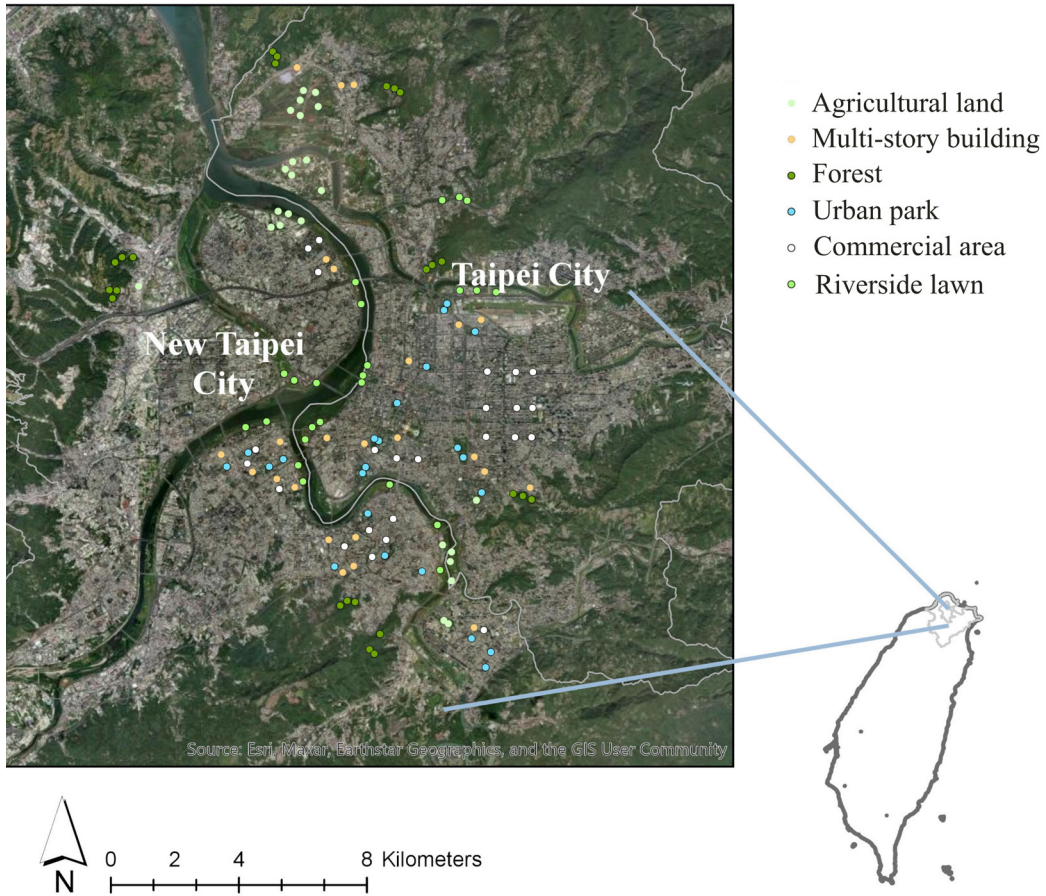 Agricultural land
Multi-story building
Forest
Urban park
Commercial area
Riverside lawn
Taipei City
New Taipei
City
Source: Esri, Maxar, Earthstar Geographics, and the GIS User Community
N
0 2 4 8 Kilometers